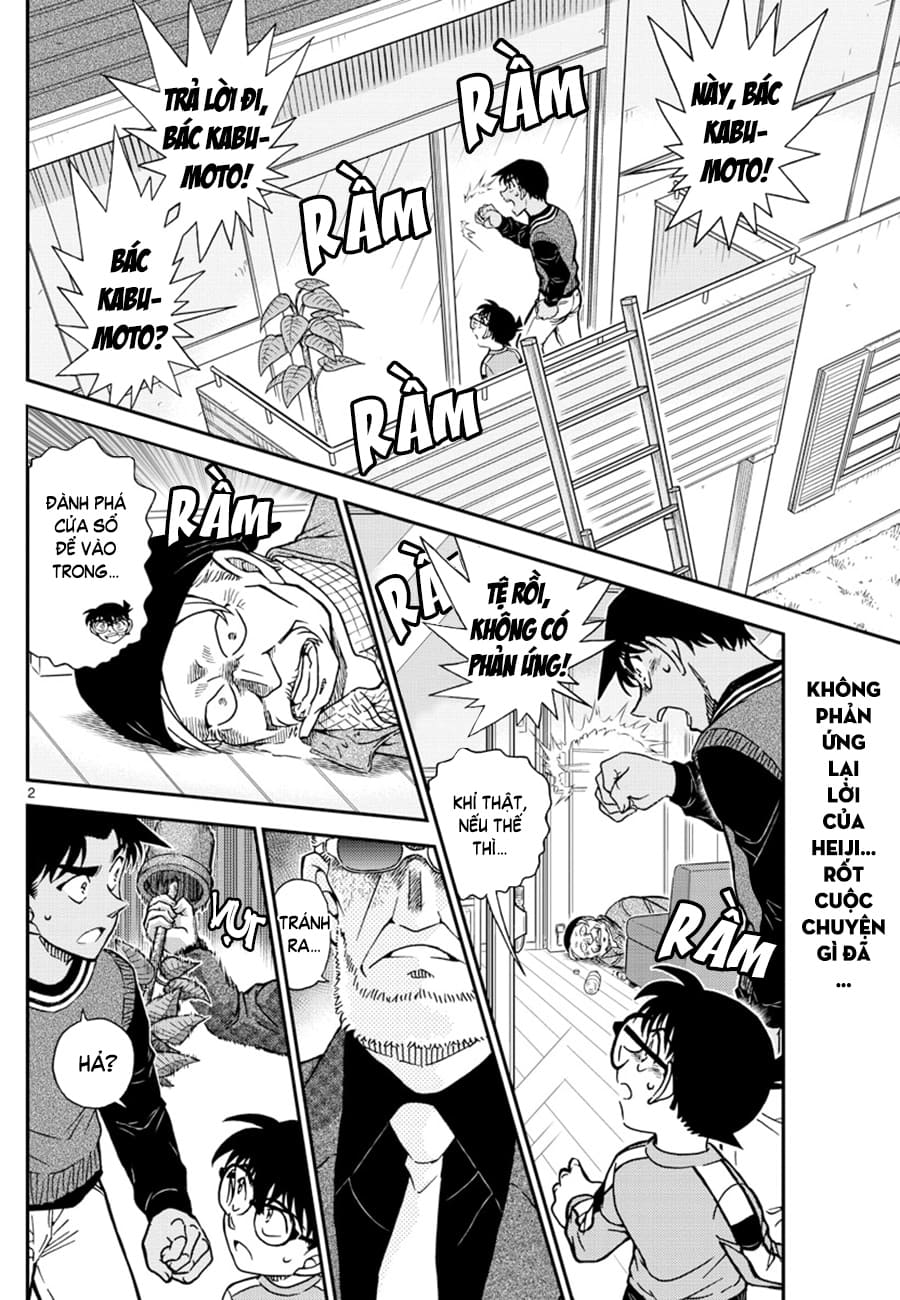 NÀY, BÁC
KABU-
MOTO!
RẦM
TRẢ LỜI ĐI,
BÁC KABU-
MOTO!
RẦM
BÁC
KABU-
MOTO?
RẦM
KHÔNG
PHẢN
ỨNG
LẠI
LỜI
CỦA
HEIJI...
RỐT
CUỘC
CHUYỆN
GÌ ĐÃ
...
TỆ RỒI,
KHÔNG CÓ
PHẢN ỨNG!
RẦM
KHỈ THẬT,
NẾU THẾ
THÌ...
RẦM
RẦM
ĐÀNH PHÁ
CỬA SỔ
ĐỂ VÀO
TRONG...
TRÁNH
RA...
VỤT
HẢ?
2